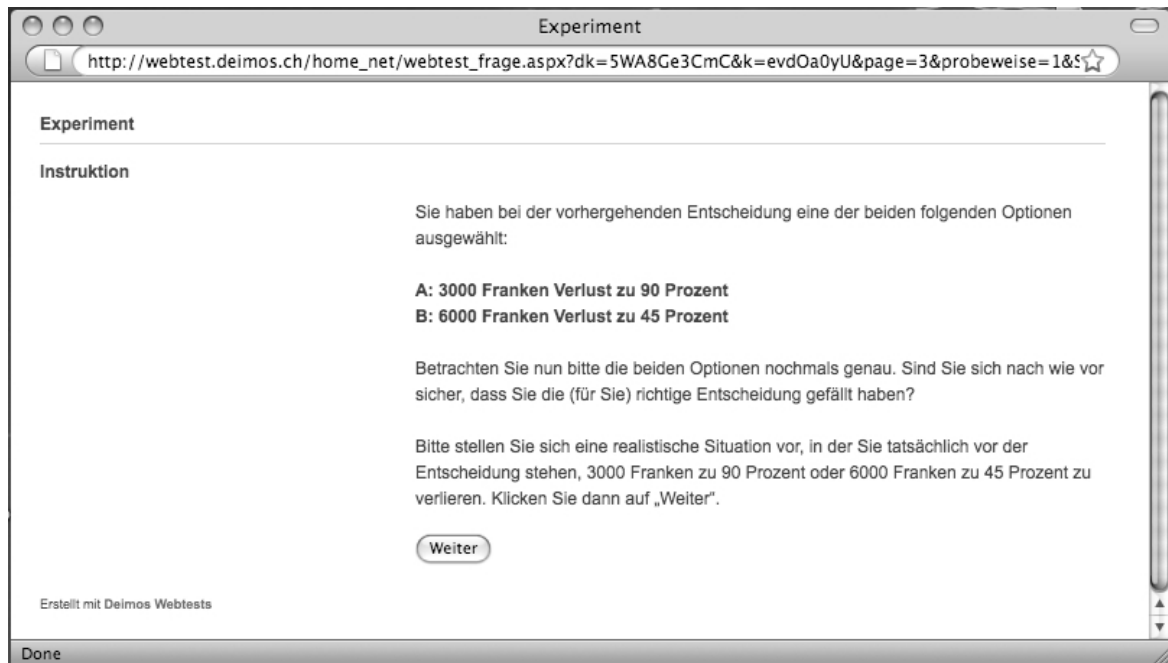 Experiment
http://webtest.deimos.ch/home_net/webtest_frage.aspx?dk=5WA8Ge3CmC&k=evdOa0yU&page=3&probeweise=1&S
Experiment
Instruktion
Sie haben bei der vorhergehenden Entscheidung eine der beiden folgenden Optionen
ausgewählt:
A: 3000 Franken Verlust zu 90 Prozent
B: 6000 Franken Verlust zu 45 Prozent
Betrachten Sie nun bitte die beiden Optionen nochmals genau. Sind Sie sich nach wie vor
sicher, dass Sie die (für Sie) richtige Entscheidung gefällt haben?
Bitte stellen Sie sich eine realistische Situation vor, in der Sie tatsächlich vor der
Entscheidung stehen, 3000 Franken zu 90 Prozent oder 6000 Franken zu 45 Prozent zu
verlieren. Klicken Sie dann auf „Weiter“.
Weiter
Erstellt mit Deimos Webtests
Done